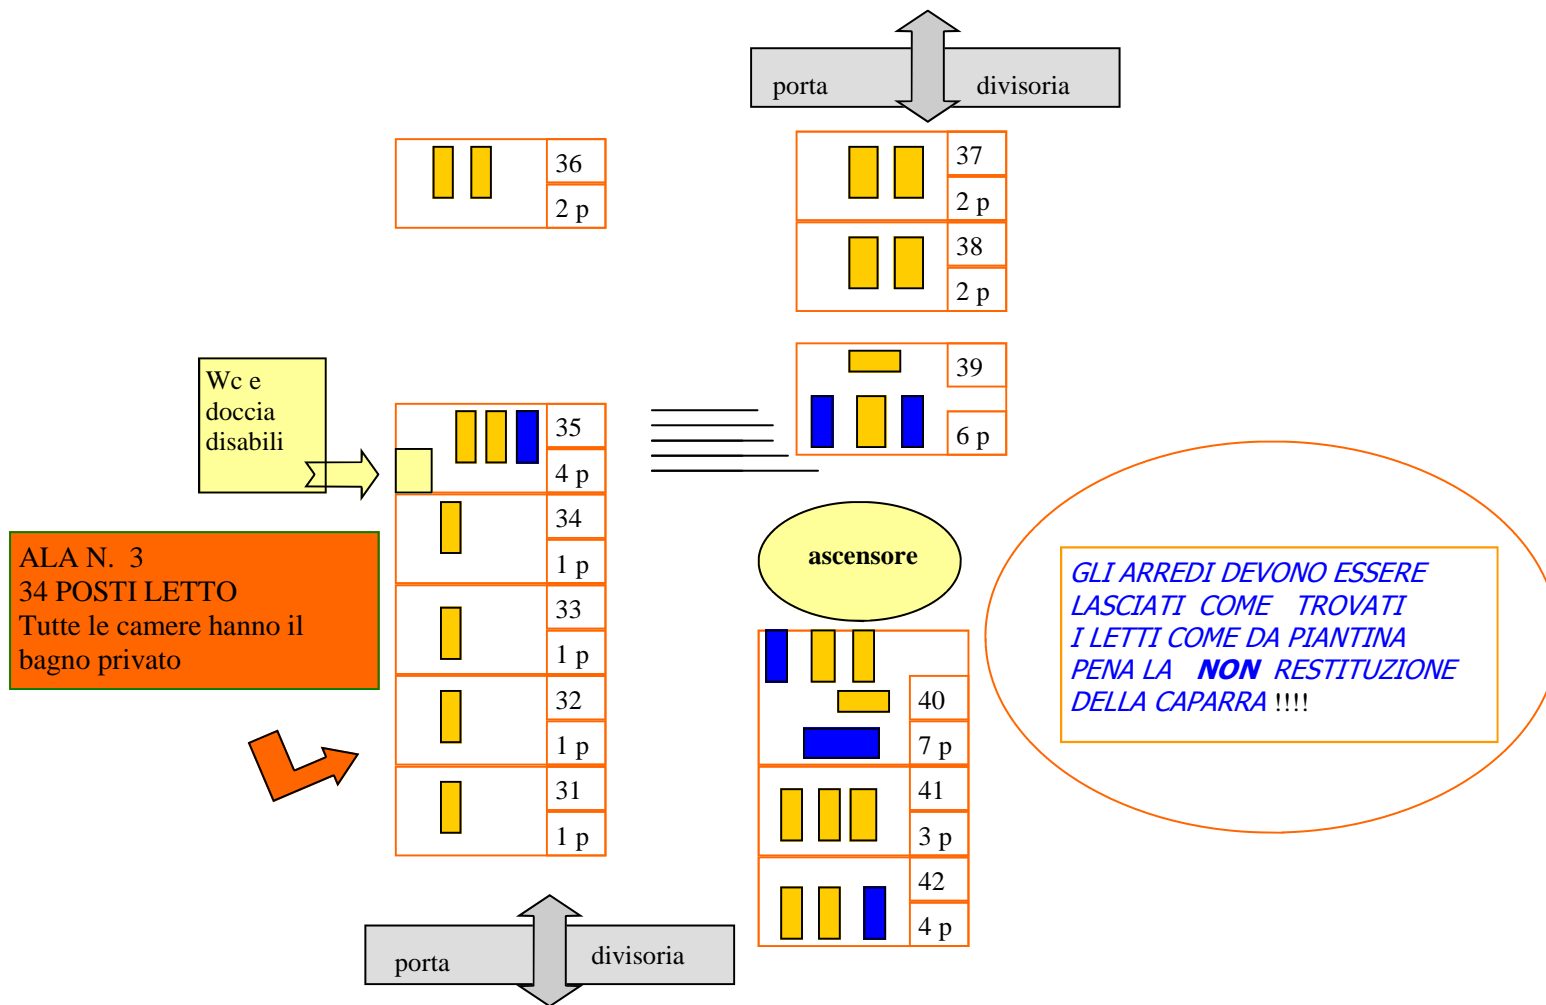 porta divisoria
36
2 p
37
2 p
38
2 p
39
6 p
Wc e
doccia
disabili
35
4 p
34
1 p
33
1 p
32
1 p
31
1 p
ALA N. 3
34 POSTI LETTO
Tutte le camere hanno il
bagno privato
ascensore
40
7 p
41
3 p
42
4 p
GLI ARREDI DEVONO ESSERE
LASCIATI COME TROVATI
I LETTI COME DA PIANTINA
PENA LA NON RESTITUZIONE
DELLA CAPARRA !!!!
porta divisoria